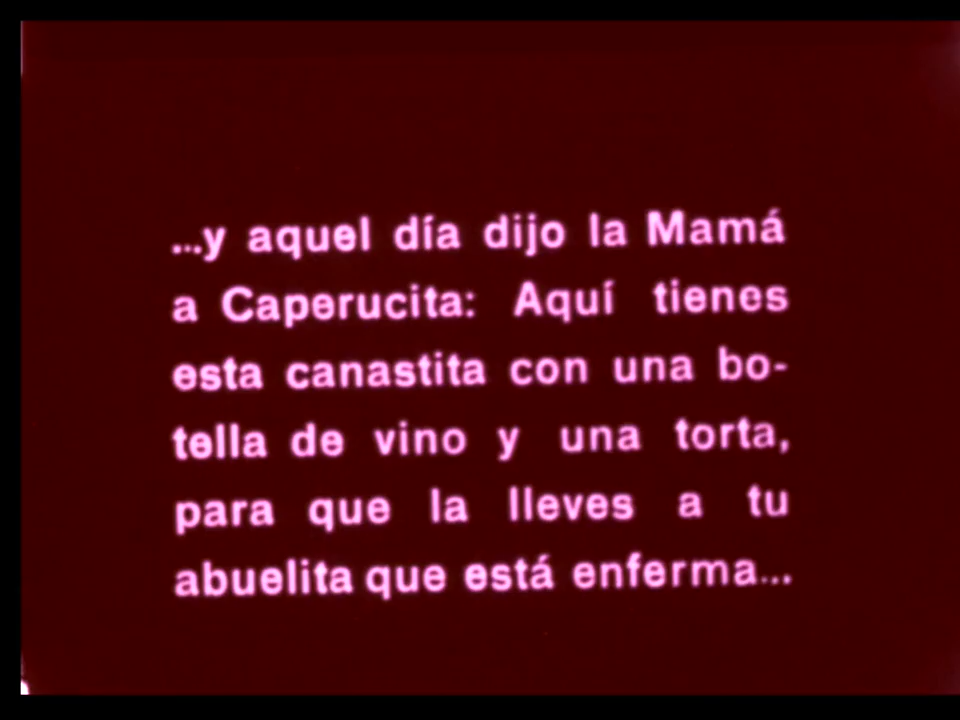 ...y aquel día dijo la Mamá
a Caperucita: Aquí tienes
esta canastita con una bo-
tella de vino y una torta,
para que la lleves a tu
abuelita que está enferma...